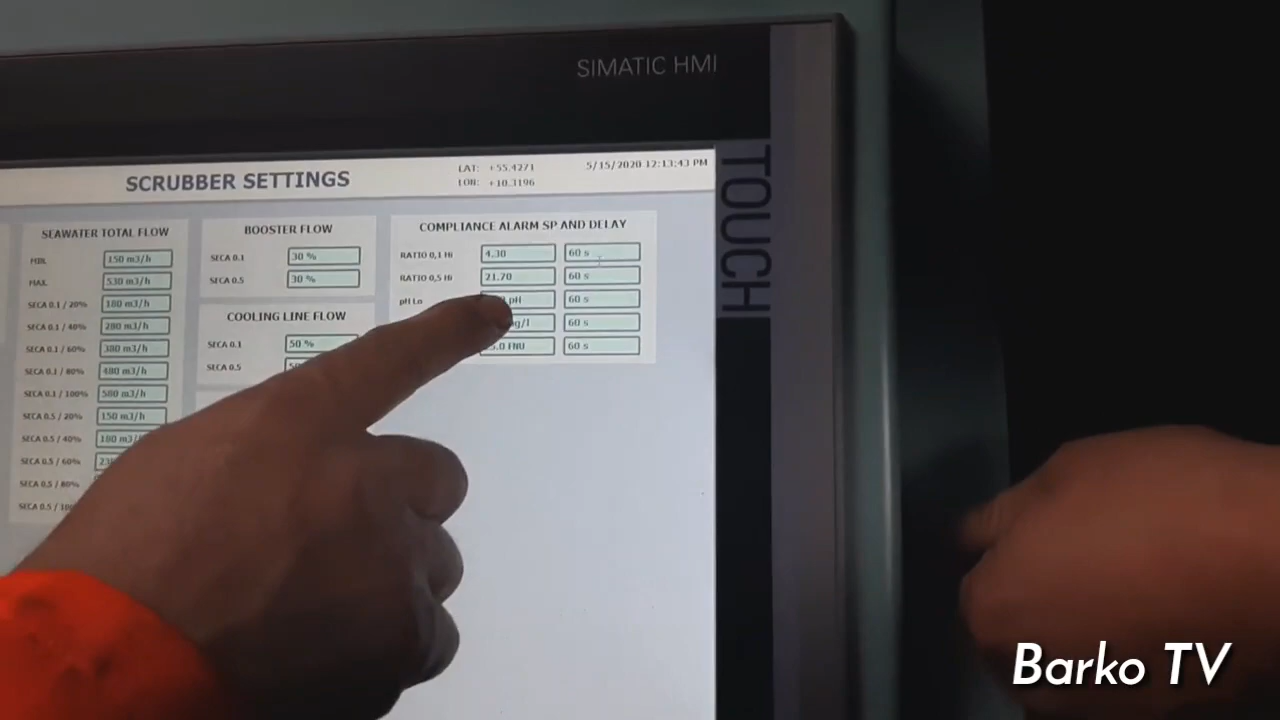 SIMATIC HMI
TOUCH
SCRUBBER SETTINGS
LAT: +55.4271
LON: +10.3196
5/15/2020 12:13:43 PM
SEAWATER TOTAL FLOW
MIN. 150 m3/h
MAX. 530 m3/h
SECA 0.1 / 20% 180 m3/h
SECA 0.1 / 40% 280 m3/h
SECA 0.1 / 60% 380 m3/h
SECA 0.1 / 80% 480 m3/h
SECA 0.1 / 100% 580 m3/h
SECA 0.5 / 20% 150 m3/h
SECA 0.5 / 40% 180 m3/
SECA 0.5 / 60%
SECA 0.5 / 80%
SECA 0.5 /
BOOSTER FLOW
SECA 0.1 30 %
SECA 0.5 30 %
COOLING LINE FLOW
SECA 0.1 50 %
SECA 0.5
COMPLIANCE ALARM SP AND DELAY
RATIO 0,1 Hi 4.30 60 s
RATIO 0,5 Hi 21.70 60 s
pH Lo pH 60 s
g/l 60 s
5.0 FNU 60 s
Barko TV